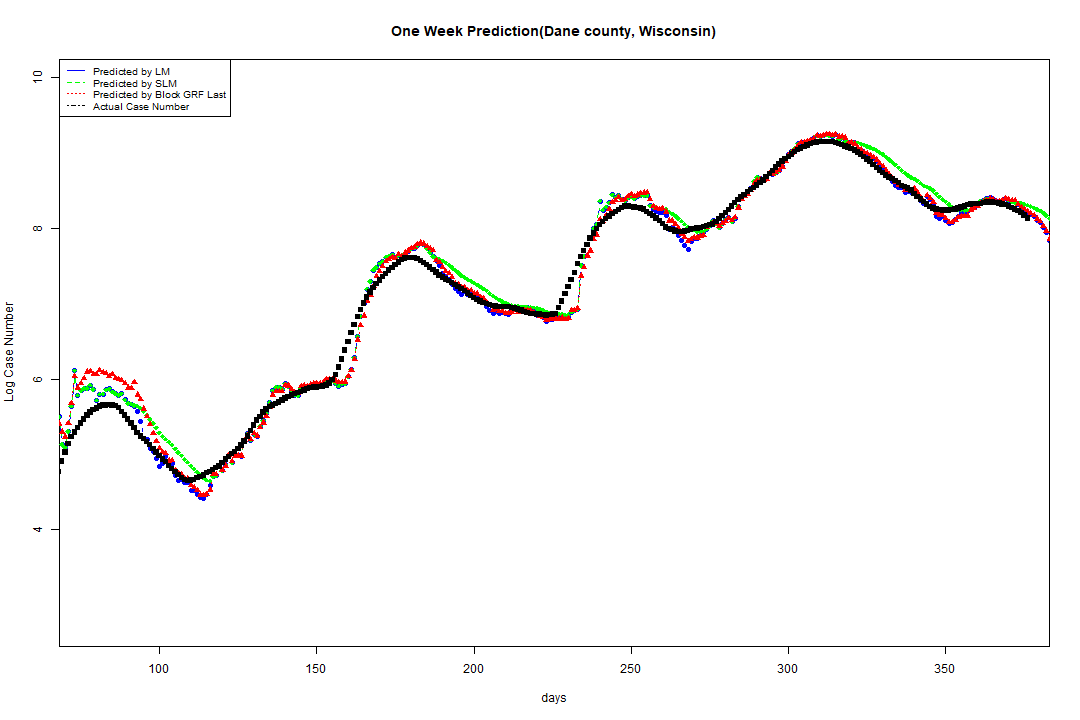 One Week Prediction(Dane county, Wisconsin)
Predicted by LM
Predicted by SLM
Predicted by Block GRF Last
Actual Case Number
10
8
6
4
Log Case Number
100 150 200 250 300 350
days